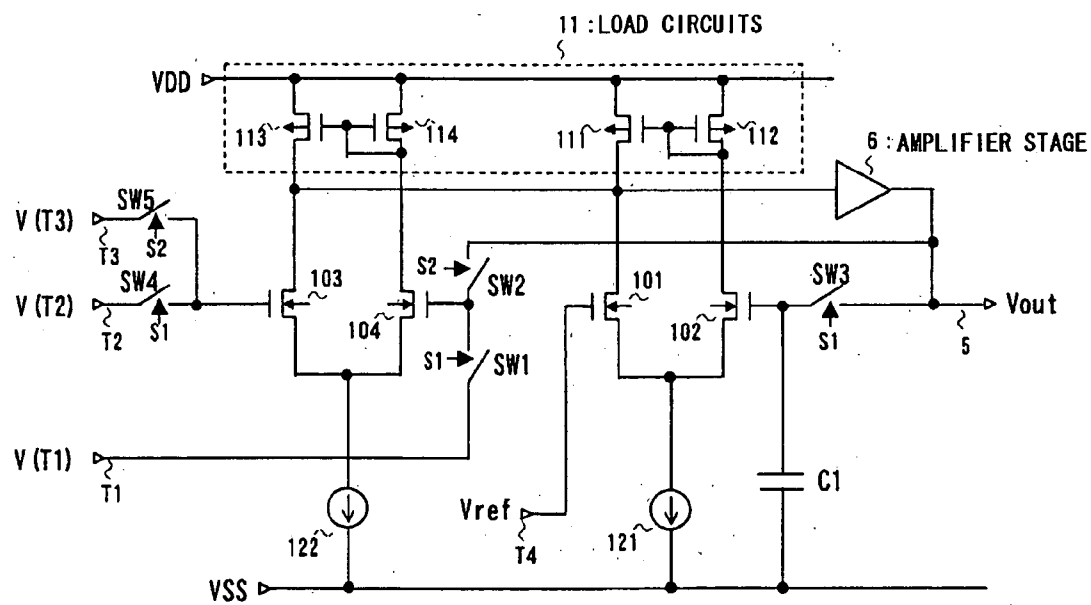 11 : LOAD CIRCUITS
VDD
113
114
111
112
6 : AMPLIFIER STAGE
V(T3)
SW5
T3
S2
SW4
V(T2)
T2
S1
103
104
S2
SW2
S1
SW1
101
102
SW3
S1
Vout
5
V(T1)
T1
122
Vref
T4
121
C1
VSS